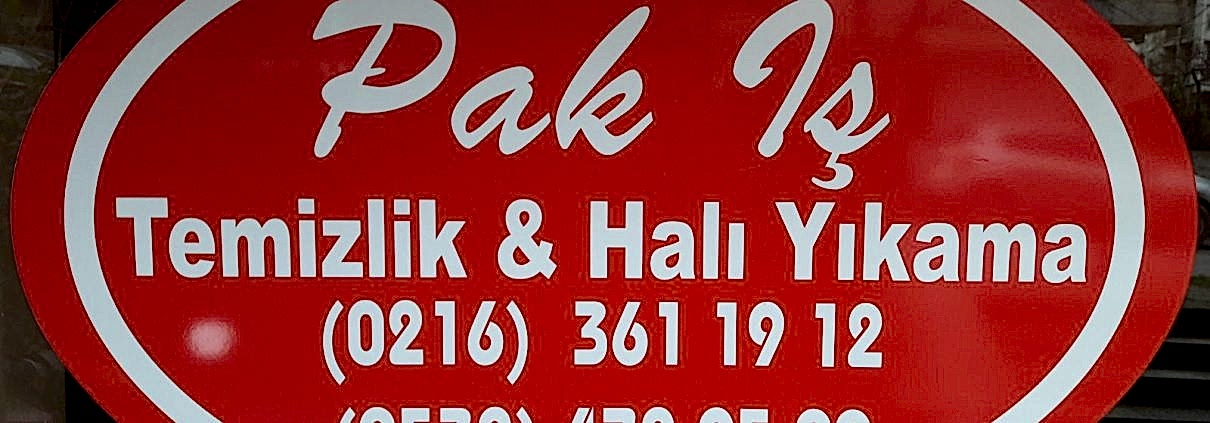 Pak İş
Temizlik & Halı Yıkama
(0216) 361 19 12